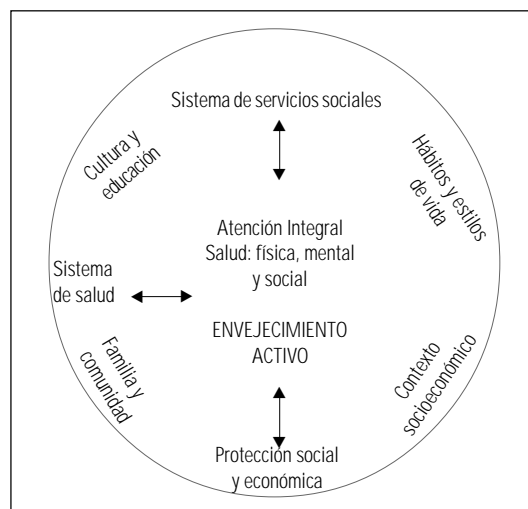 Sistema de servicios sociales
Cultura y
educación
Hábitos y estilos
de vida
Atención Integral
Salud: física, mental
y social
Sistema
de salud
ENVEJECIMIENTO
ACTIVO
Familia y
comunidad
Contexto
socioeconómico
Protección social
y económica